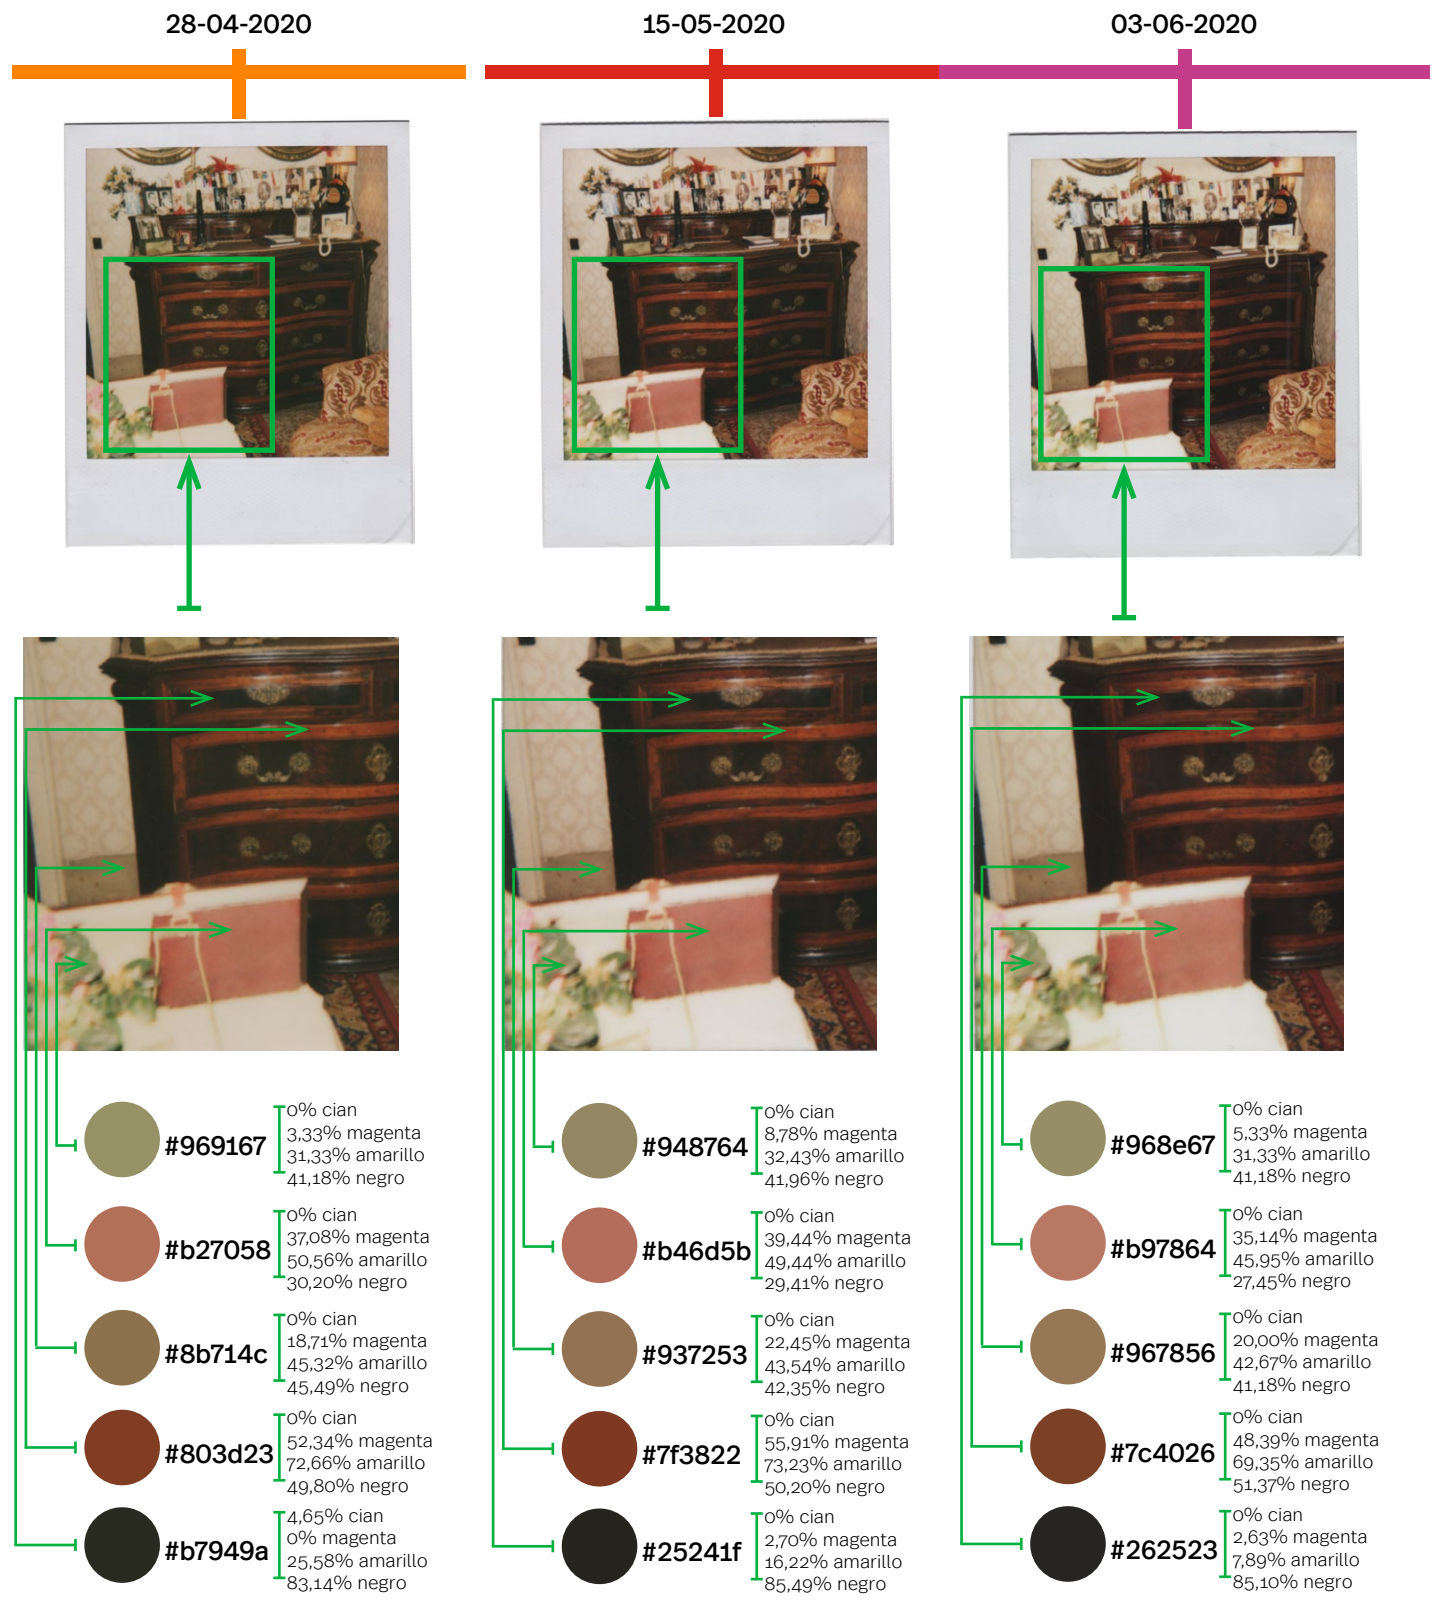 28-04-2020
15-05-2020
03-06-2020
#969167
0% cian
3,33% magenta
31,33% amarillo
41,18% negro
#b27058
0% cian
37,08% magenta
50,56% amarillo
30,20% negro
#8b714c
0% cian
18,71% magenta
45,32% amarillo
45,49% negro
#803d23
0% cian
52,34% magenta
72,66% amarillo
49,80% negro
#b7949a
4,65% cian
0% magenta
25,58% amarillo
83,14% negro
#948764
0% cian
8,78% magenta
32,43% amarillo
41,96% negro
#b46d5b
0% cian
39,44% magenta
49,44% amarillo
29,41% negro
#937253
0% cian
22,45% magenta
43,54% amarillo
42,35% negro
#7f3822
0% cian
55,91% magenta
73,23% amarillo
50,20% negro
#25241f
0% cian
2,70% magenta
16,22% amarillo
85,49% negro
#968e67
0% cian
5,33% magenta
31,33% amarillo
41,18% negro
#b97864
0% cian
35,14% magenta
45,95% amarillo
27,45% negro
#967856
0% cian
20,00% magenta
42,67% amarillo
41,18% negro
#7c4026
0% cian
48,39% magenta
69,35% amarillo
51,37% negro
#262523
0% cian
2,63% magenta
7,89% amarillo
85,10% negro